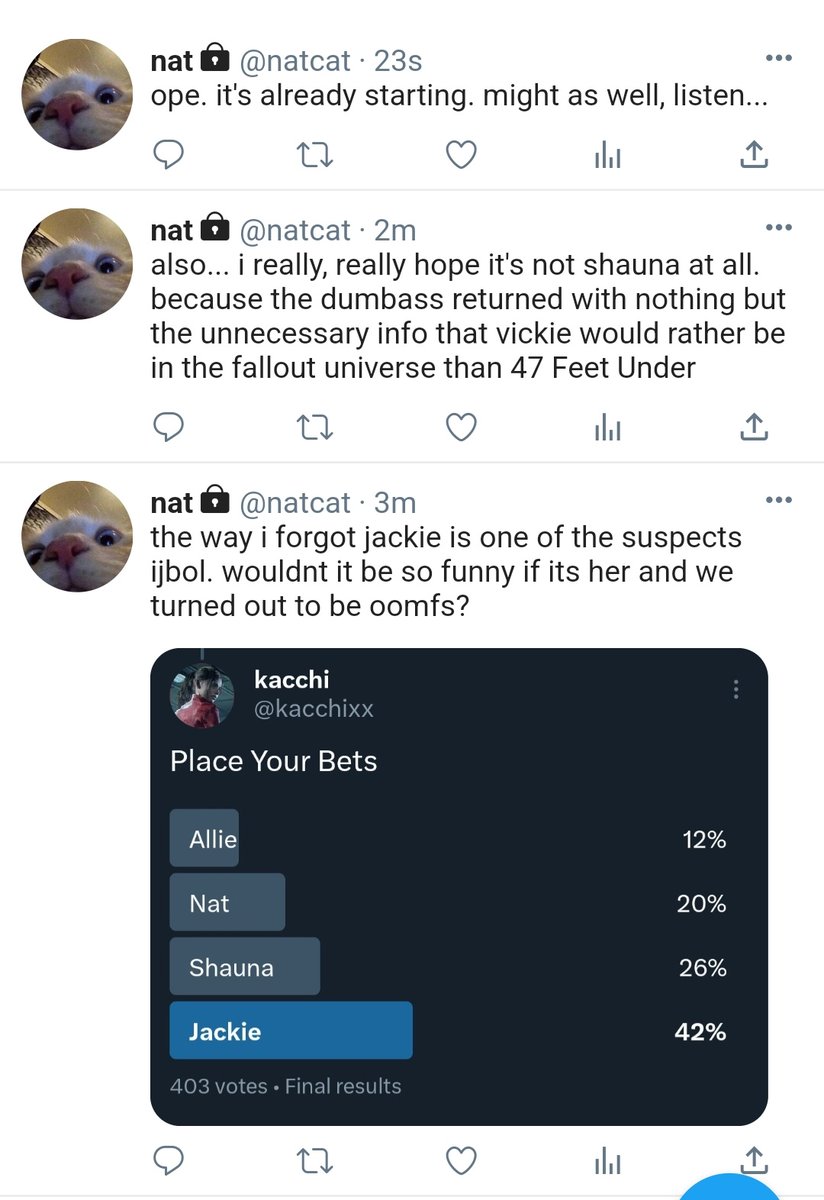 nat 🔒 @natcat · 23s
ope. it's already starting. might as well, listen...
nat 🔒 @natcat · 2m
also... i really, really hope it's not shauna at all.
because the dumbass returned with nothing but
the unnecessary info that vickie would rather be
in the fallout universe than 47 Feet Under
nat 🔒 @natcat · 3m
the way i forgot jackie is one of the suspects
ijbol. wouldnt it be so funny if its her and we
turned out to be oomfs?
kacchi
@kacchixx
Place Your Bets
Allie 12%
Nat 20%
Shauna 26%
Jackie 42%
403 votes • Final results